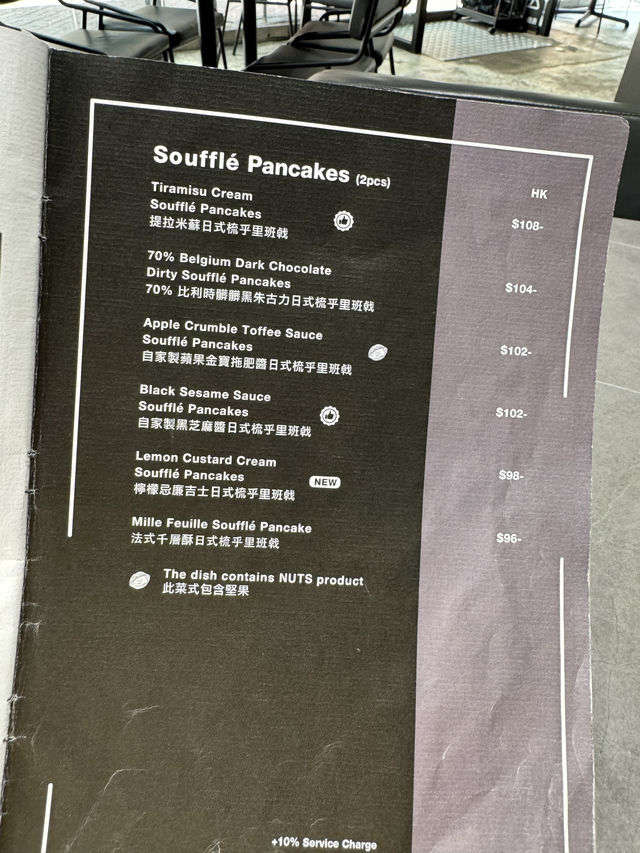 Soufflé Pancakes (2pcs)
HK
Tiramisu Cream
Soufflé Pancakes
提拉米蘇日式梳乎里班戟
$108-
70% Belgium Dark Chocolate
Dirty Soufflé Pancakes
70% 比利時髒髒黑朱古力日式梳乎里班戟
$104-
Apple Crumble Toffee Sauce
Soufflé Pancakes
自家製蘋果金寶拖肥醬日式梳乎里班戟
$102-
Black Sesame Sauce
Soufflé Pancakes
自家製黑芝麻醬日式梳乎里班戟
$102-
Lemon Custard Cream
Soufflé Pancakes
NEW
檸檬忌廉吉士日式梳乎里班戟
$98-
Mille Feuille Soufflé Pancake
法式千層酥日式梳乎里班戟
$96-
The dish contains NUTS product
此菜式包含堅果
+10% Service Charge